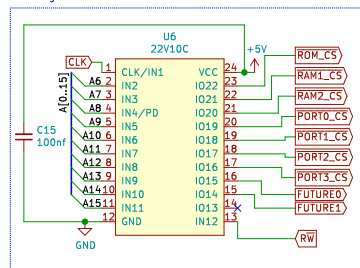 U6
22V10C
+5V
CLK
A[0..15]
C15
100nf
GND
1 CLK/IN1 VCC 24
A6 2 IN2 IO22 23 ROM_CS
A7 3 IN3 IO21 22 RAM1_CS
A8 4 IN4/PD IO20 21 RAM2_CS
A9 5 IN5 IO19 20 PORT0_CS
A10 6 IN6 IO18 19 PORT1_CS
A11 7 IN7 IO17 18 PORT2_CS
A12 8 IN8 IO16 17 PORT3_CS
A13 9 IN9 IO15 16 FUTURE0
A14 10 IN10 IO14 15 FUTURE1
A15 11 IN11 IO13 14
12 GND IN12 13 RW